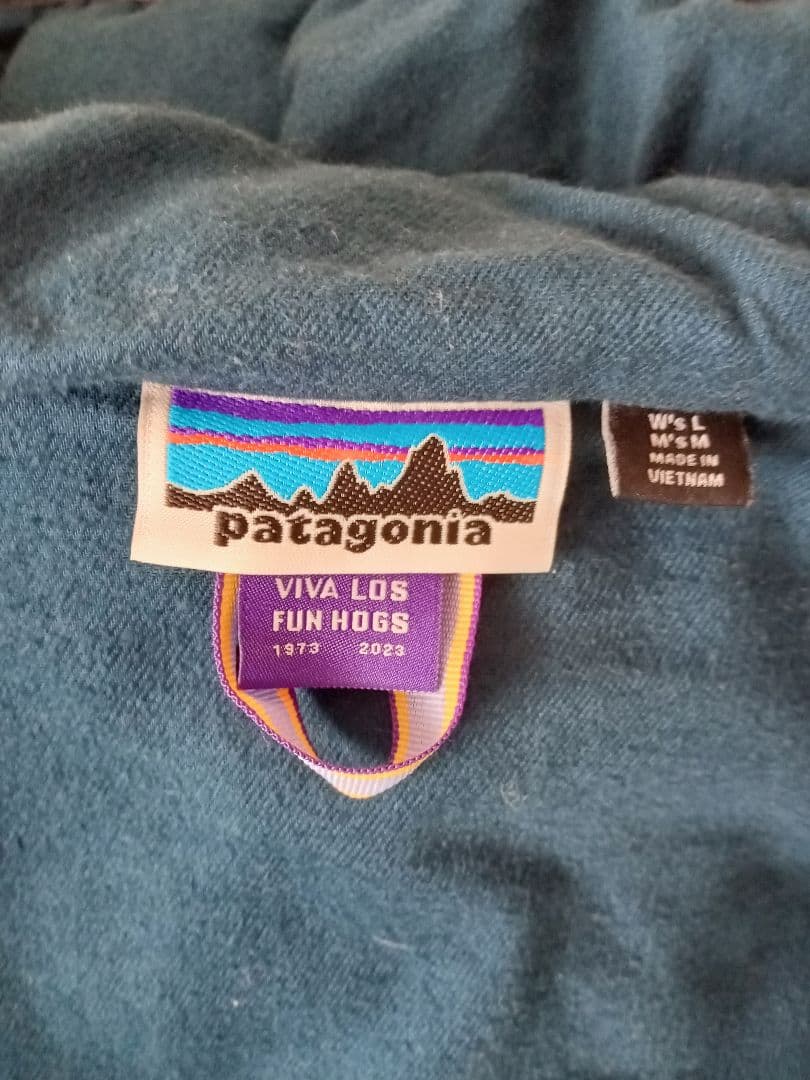 patagonia
VIVA LOS
FUN HOGS
1973 2023
W's L
M's M
MADE IN
VIETNAM